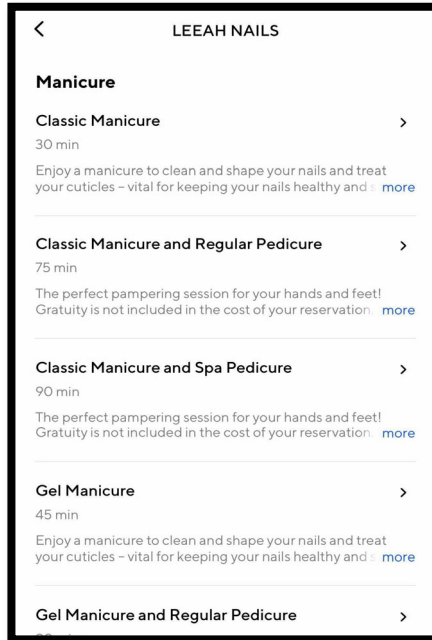 LEEAH NAILS
Manicure
Classic Manicure
30 min
Enjoy a manicure to clean and shape your nails and treat
your cuticles – vital for keeping your nails healthy and more
Classic Manicure and Regular Pedicure
75 min
The perfect pampering session for your hands and feet!
Gratuity is not included in the cost of your reservation. more
Classic Manicure and Spa Pedicure
90 min
The perfect pampering session for your hands and feet!
Gratuity is not included in the cost of your reservation. more
Gel Manicure
45 min
Enjoy a manicure to clean and shape your nails and treat
your cuticles – vital for keeping your nails healthy and more
Gel Manicure and Regular Pedicure